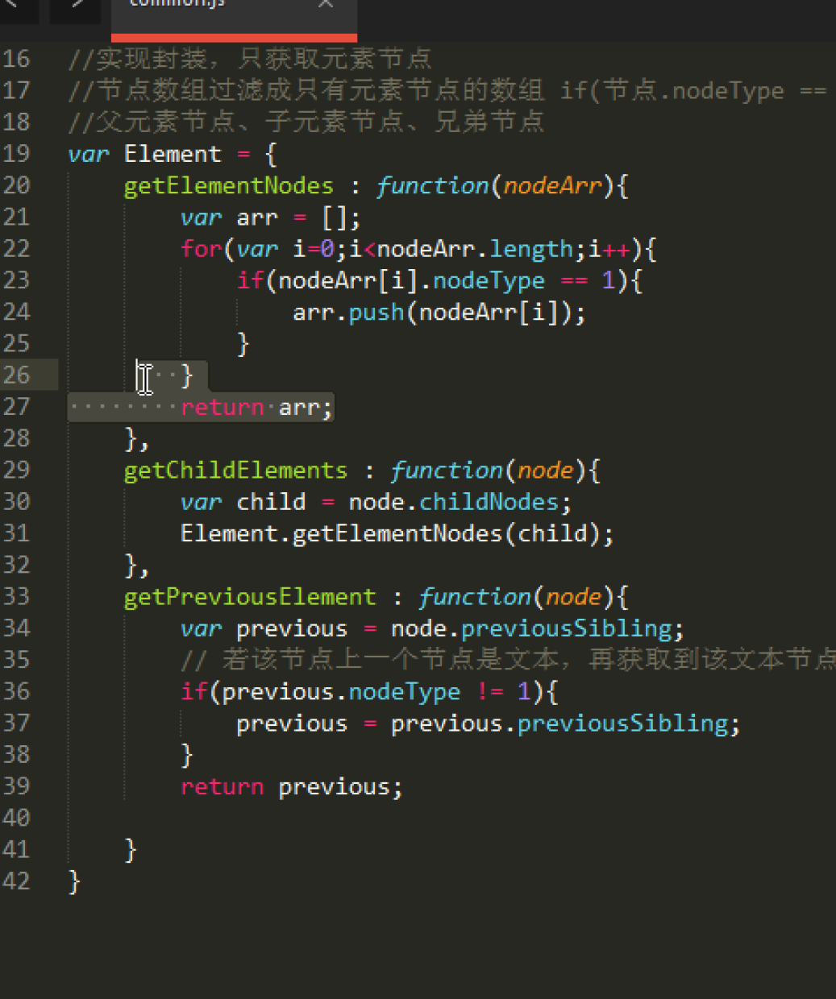 common.js
16 //实现封装，只获取元素节点
17 //节点数组过滤成只有元素节点的数组 if(节点.nodeType ==
18 //父元素节点、子元素节点、兄弟节点
19 var Element = {
20 getElementNodes : function(nodeArr){
21 var arr = [];
22 for(var i=0;i<nodeArr.length;i++){
23 if(nodeArr[i].nodeType == 1){
24 arr.push(nodeArr[i]);
25 }
26 }
27 return arr;
28 },
29 getChildElements : function(node){
30 var child = node.childNodes;
31 Element.getElementNodes(child);
32 },
33 getPreviousElement : function(node){
34 var previous = node.previousSibling;
35 // 若该节点上一个节点是文本，再获取到该文本节点
36 if(previous.nodeType != 1){
37 previous = previous.previousSibling;
38 }
39 return previous;
40
41 }
42 }